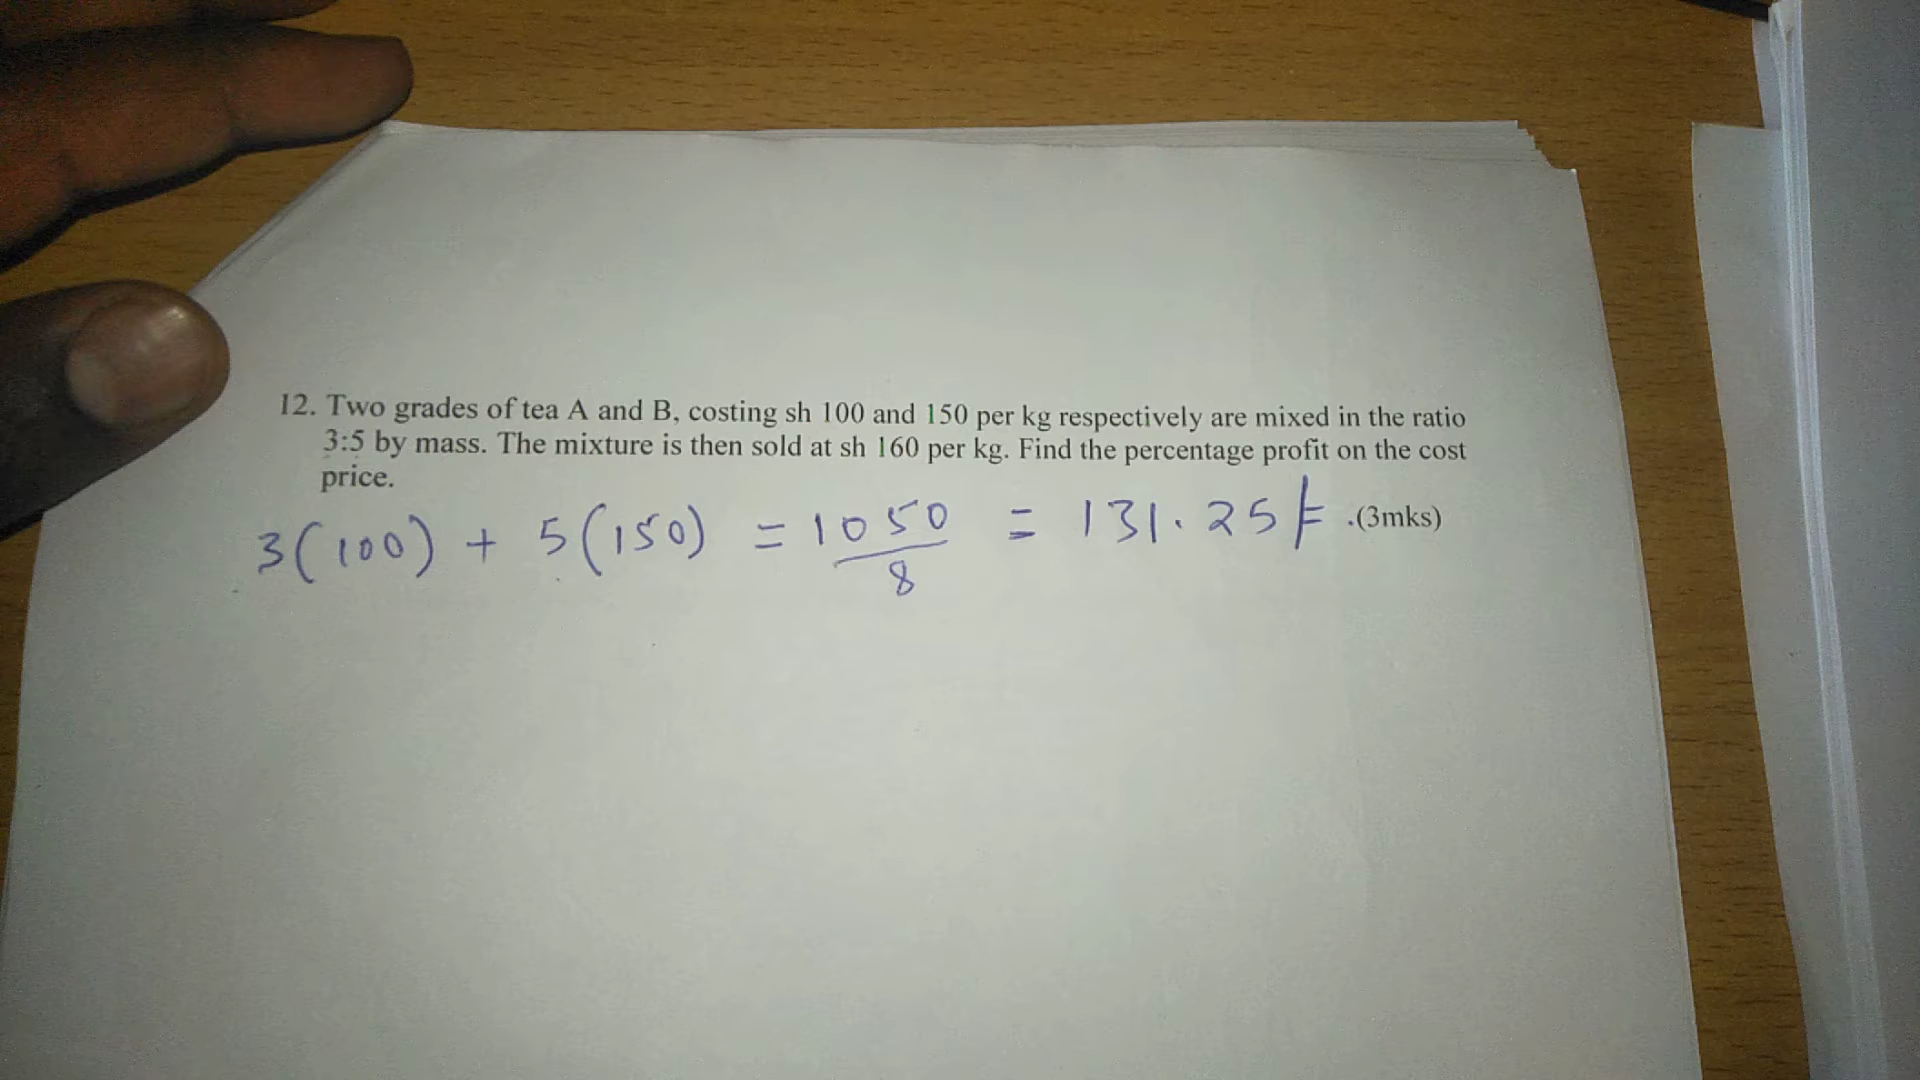 12. Two grades of tea A and B, costing sh 100 and 150 per kg respectively are mixed in the ratio
3:5 by mass. The mixture is then sold at sh 160 per kg. Find the percentage profit on the cost
price.
.(3mks)
3(100) + 5(150) = 1050/8 = 131.25/=